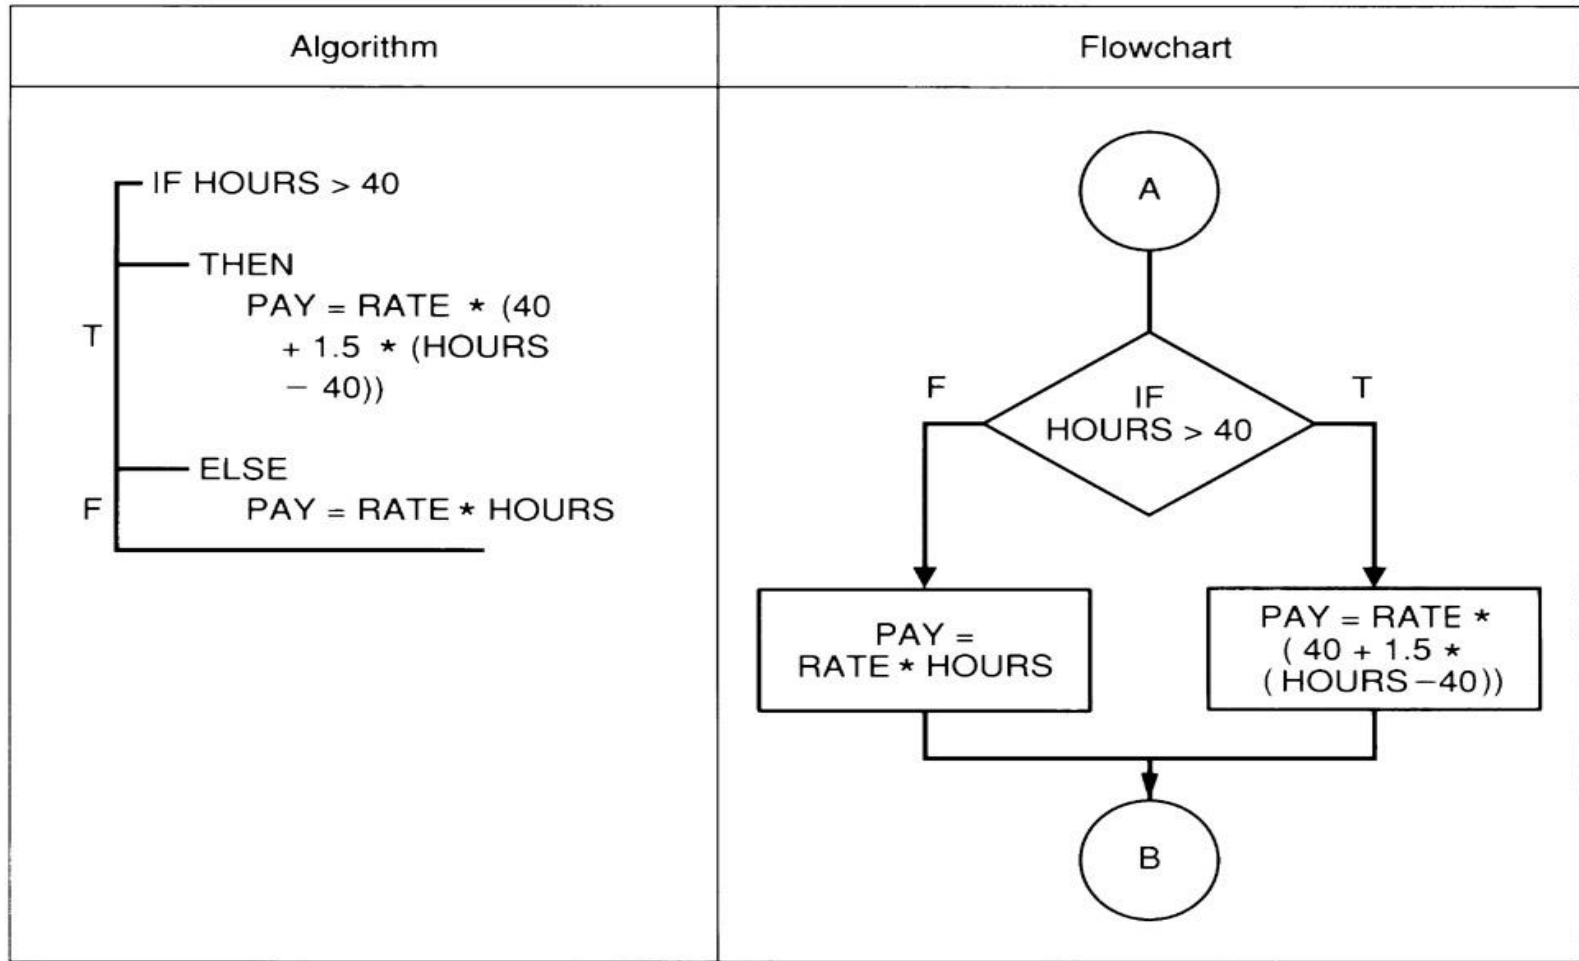 Algorithm
Flowchart
IF HOURS > 40
THEN
PAY = RATE * (40
+ 1.5 * (HOURS
− 40))
T
ELSE
F
PAY = RATE * HOURS
A
F
T
IF
HOURS > 40
PAY =
RATE * HOURS
PAY = RATE *
( 40 + 1.5 *
(HOURS−40))
B